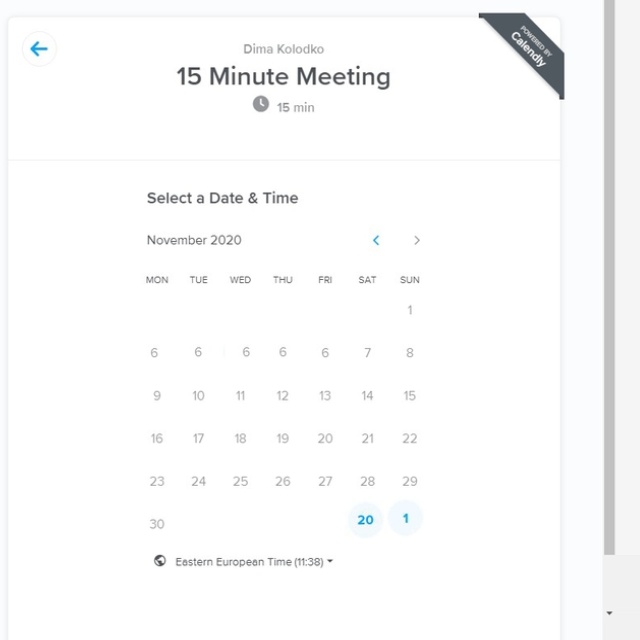 POWERED BY
Calendly
Dima Kolodko
15 Minute Meeting
15 min
Select a Date & Time
November 2020
MON TUE WED THU FRI SAT SUN
1
6 6 6 6 6 7 8
9 10 11 12 13 14 15
16 17 18 19 20 21 22
23 24 25 26 27 28 29
30 20 1
Eastern European Time (11:38)